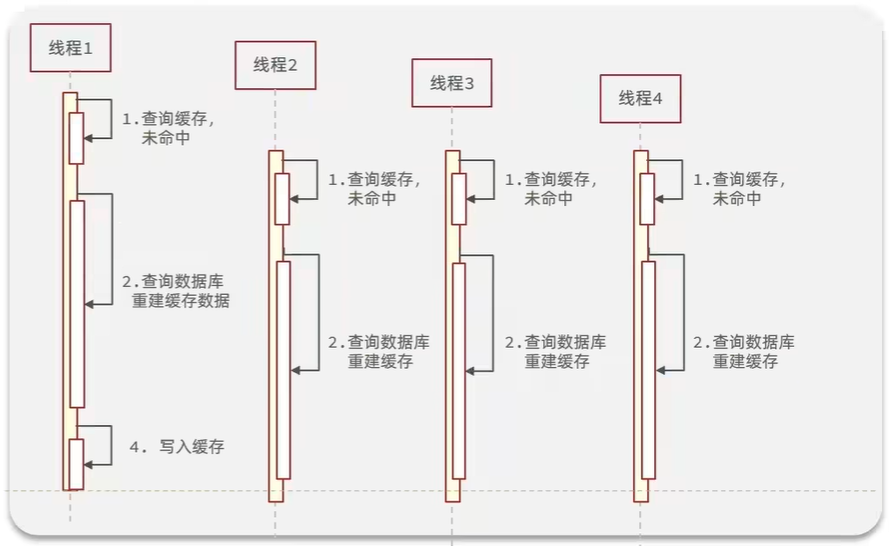 线程1
线程2
线程3
线程4
1.查询缓存，
未命中
1.查询缓存，
未命中
1.查询缓存，
未命中
1.查询缓存，
未命中
2.查询数据库
重建缓存数据
2.查询数据库
重建缓存
2.查询数据库
重建缓存
2.查询数据库
重建缓存
4. 写入缓存